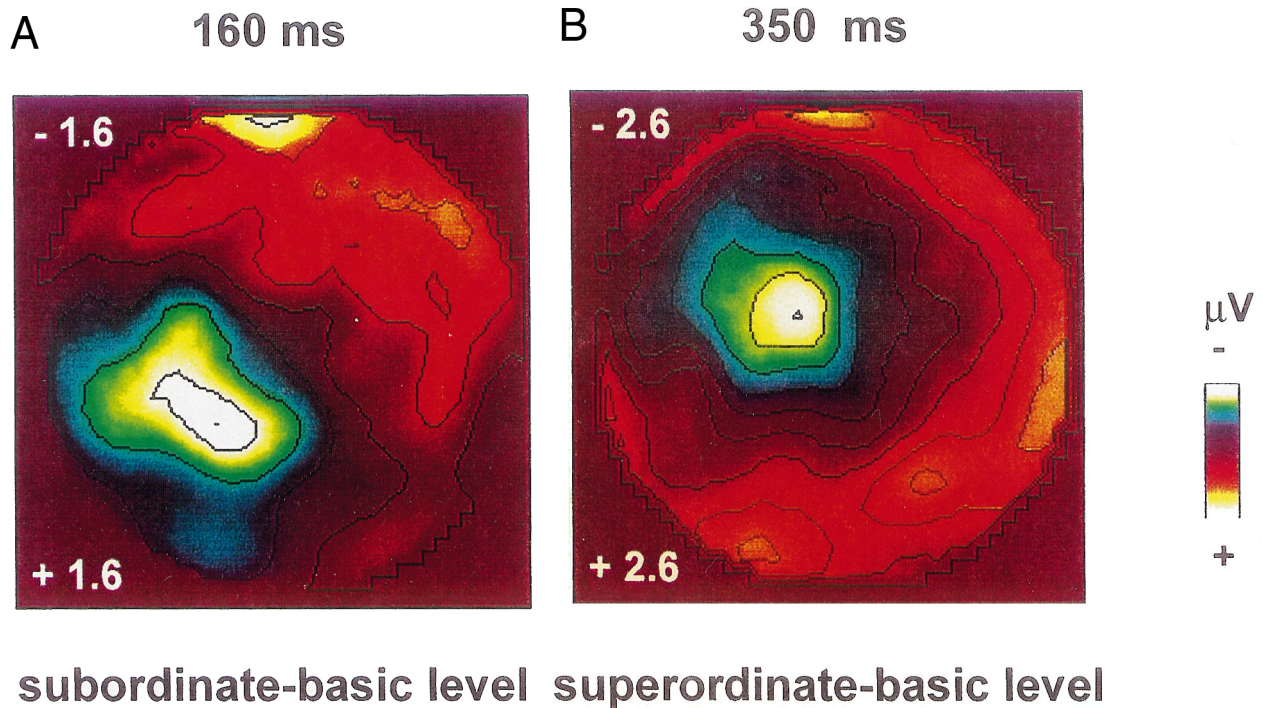 A
160 ms
B
350 ms
- 1.6
- 2.6
μV
-
+
+ 1.6
+ 2.6
subordinate-basic level
superordinate-basic level